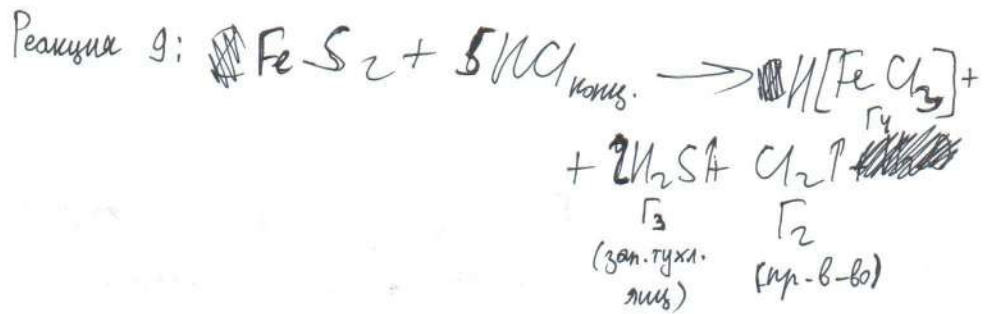 Реакция 9: FeS₂ + 5HCl конц. ⟶ H[FeCl₃] +
Г4
+ 2H₂S↑ + Cl₂↑
Г₃ Г₂
(зап. тухл. (пр. в-во)
яиц)